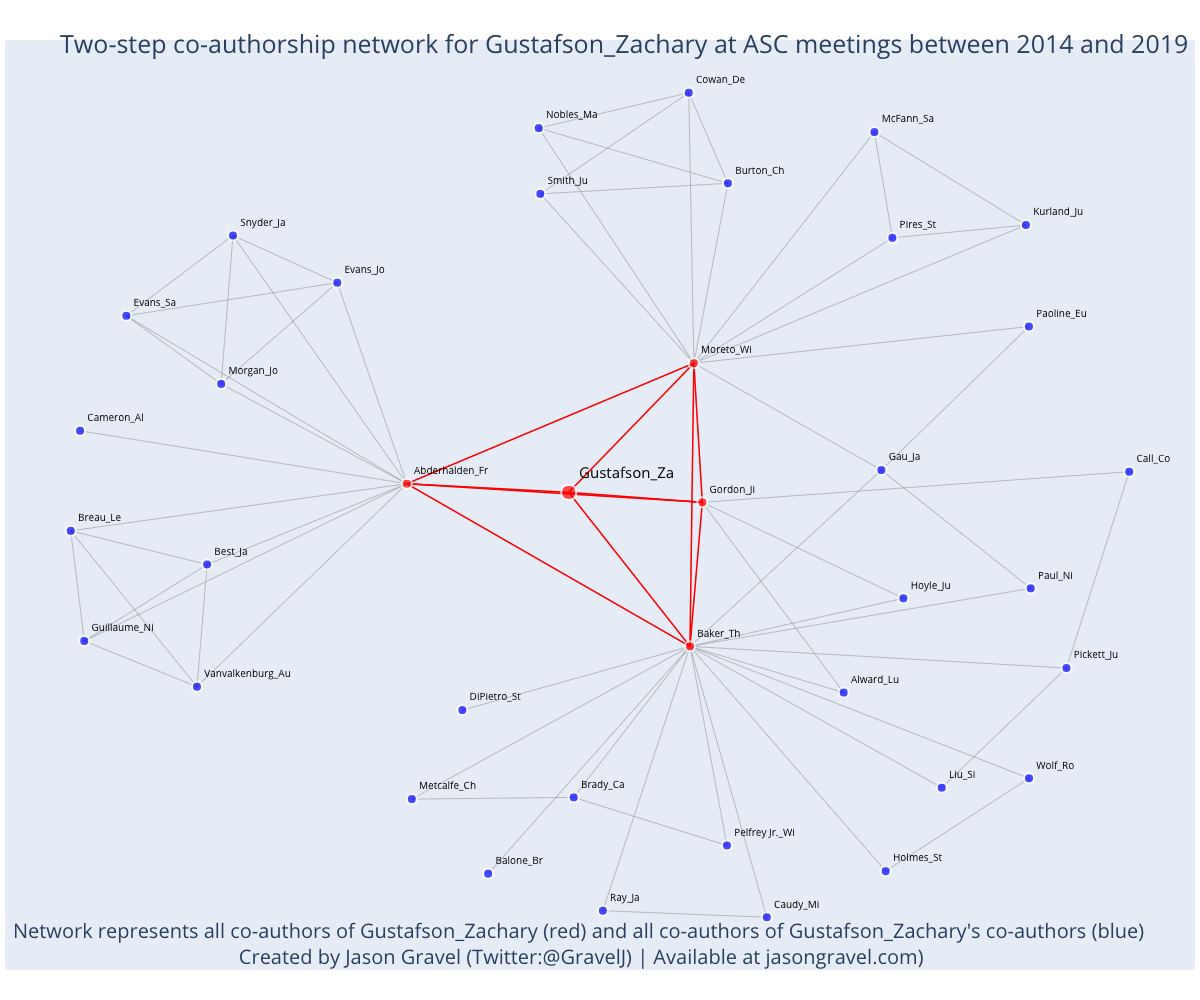 Two-step co-authorship network for Gustafson_Zachary at ASC meetings between 2014 and 2019
Cowan_De
Nobles_Ma
McFann_Sa
Burton_Ch
Smith_Ju
Kurland_Ju
Snyder_Ja
Pires_St
Evans_Jo
Evans_Sa
Paoline_Eu
Moreto_Wi
Morgan_Jo
Cameron_Al
Gau_Ja
Call_Co
Abderhalden_Fr
Gustafson_Za
Gordon_Ji
Breau_Le
Best_Ja
Paul_Ni
Hoyle_Ju
Guillaume_Ni
Baker_Th
Pickett_Ju
Vanvalkenburg_Au
Alward_Lu
DiPietro_St
Wolf_Ro
Liu_Si
Metcalfe_Ch
Brady_Ca
Pelfrey Jr._Wi
Balone_Br
Holmes_St
Ray_Ja
Caudy_Mi
Network represents all co-authors of Gustafson_Zachary (red) and all co-authors of Gustafson_Zachary's co-authors (blue)
Created by Jason Gravel (Twitter:@GravelJ) | Available at jasongravel.com)